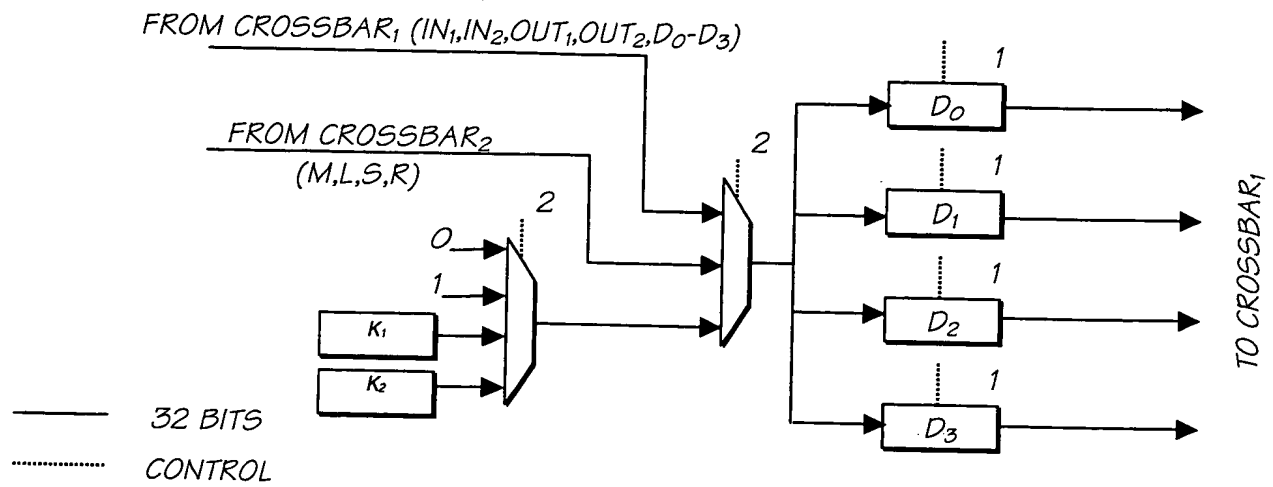 FROM CROSSBAR₁ (IN₁,IN₂,OUT₁,OUT₂,D₀-D₃)
1
D₀
FROM CROSSBAR₂
(M,L,S,R)
2
1
D₁
2
0
1
1
D₂
K₁
K₂
1
D₃
TO CROSSBAR₁
32 BITS
CONTROL